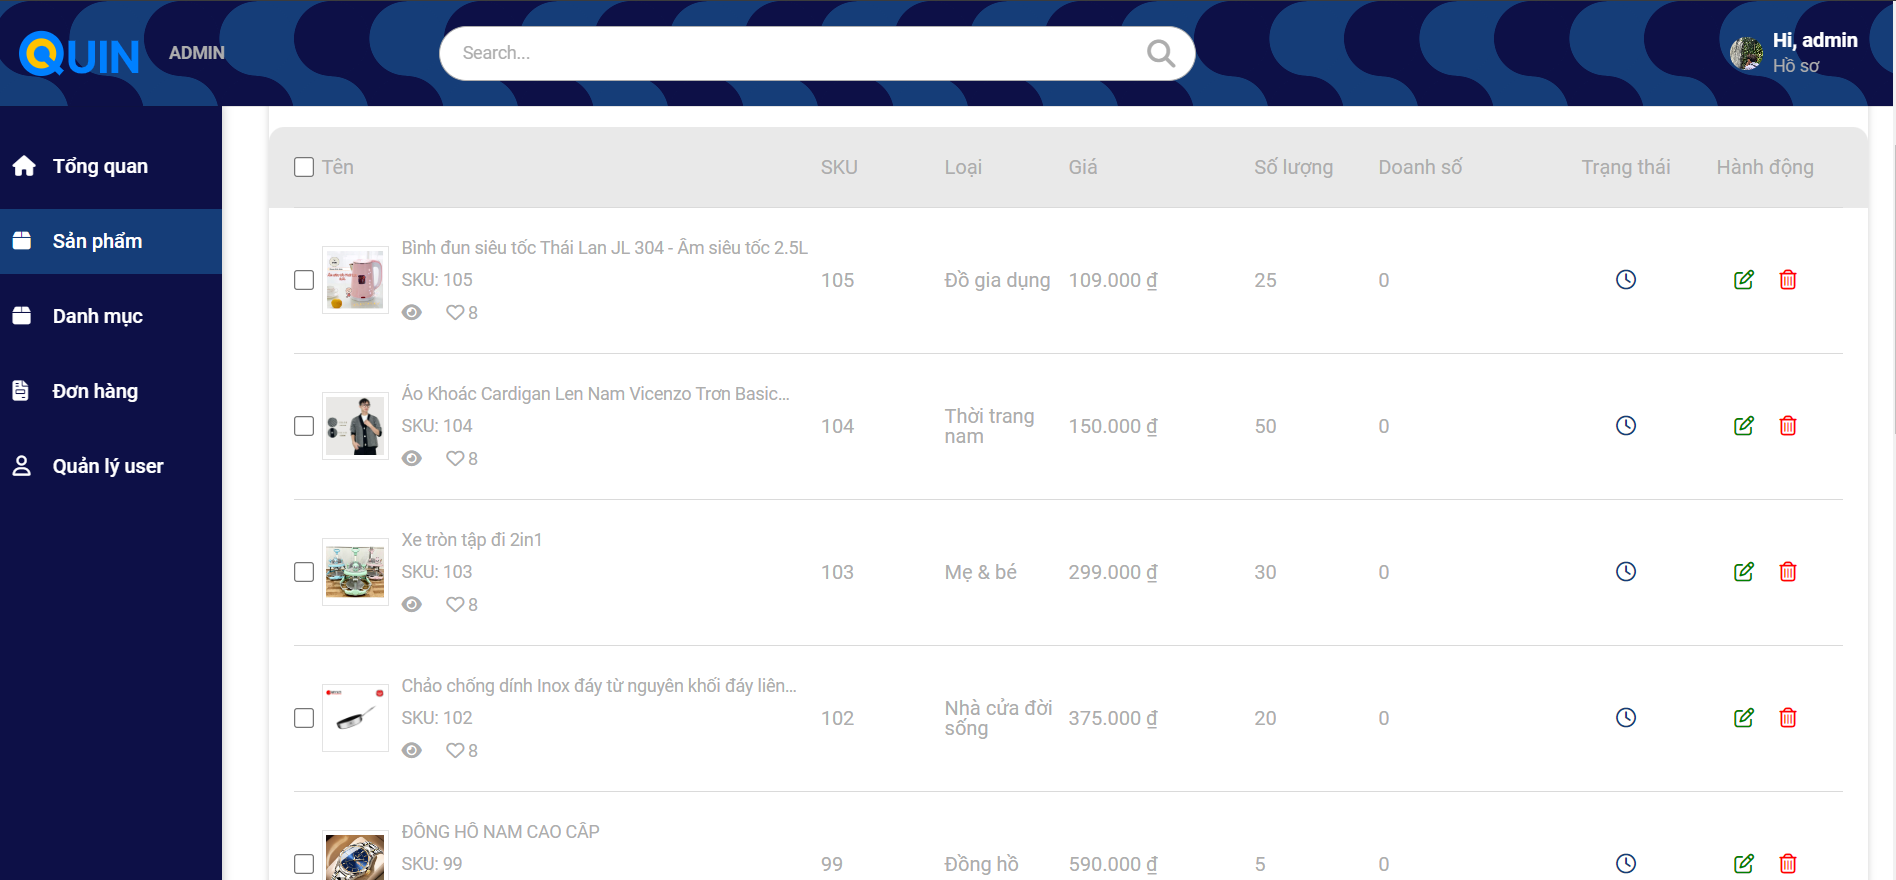 QUIN
ADMIN
Search...
Hi, admin
Hồ sơ
Tổng quan
Sản phẩm
Danh mục
Đơn hàng
Quản lý user
Tên SKU Loại Giá Số lượng Doanh số Trạng thái Hành động
Bình đun siêu tốc Thái Lan JL 304 - Âm siêu tốc 2.5L
SKU: 105
8
105 Đồ gia dụng 109.000 ₫ 25 0
Áo Khoác Cardigan Len Nam Vicenzo Trơn Basic...
SKU: 104
8
104 Thời trang
nam
150.000 ₫ 50 0
Xe tròn tập đi 2in1
SKU: 103
8
103 Mẹ & bé 299.000 ₫ 30 0
Chảo chống dính Inox đáy từ nguyên khối đáy liên...
SKU: 102
8
102 Nhà cửa đời
sống
375.000 ₫ 20 0
ĐỒNG HỒ NAM CAO CẤP
SKU: 99
99 Đồng hồ 590.000 ₫ 5 0